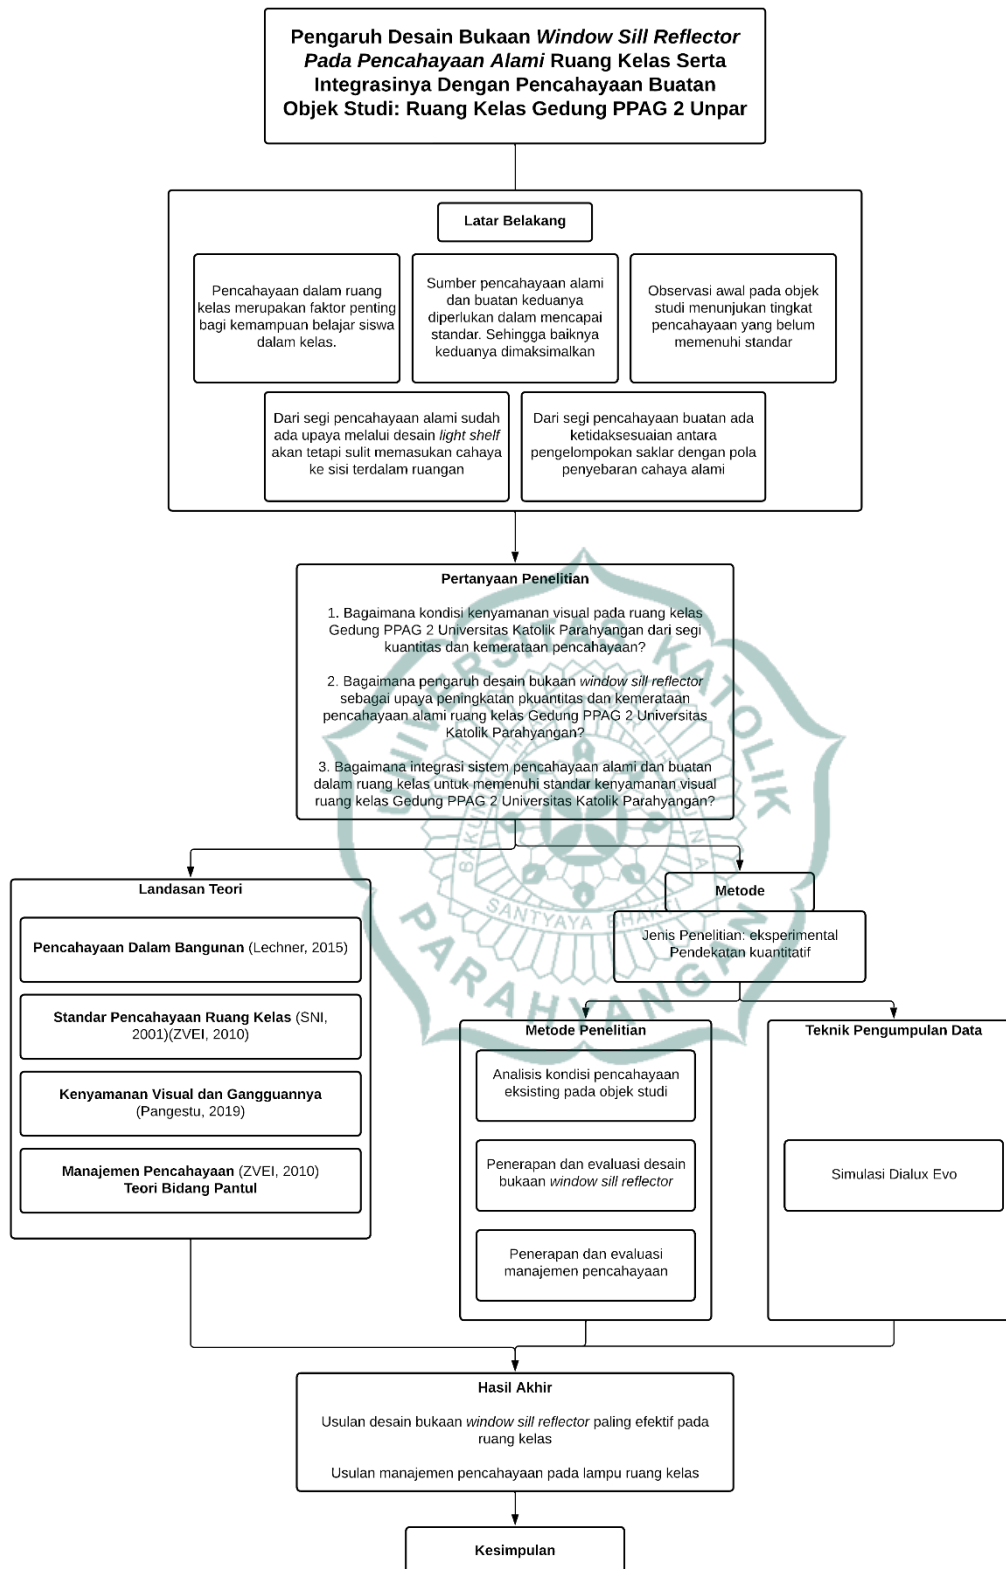 Pengaruh Desain Bukaan Window Sill Reflector
Pada Pencahayaan Alami Ruang Kelas Serta
Integrasinya Dengan Pencahayaan Buatan
Objek Studi: Ruang Kelas Gedung PPAG 2 Unpar
Latar Belakang
Pencahayaan dalam ruang
kelas merupakan faktor penting
bagi kemampuan belajar siswa
dalam kelas.
Sumber pencahayaan alami
dan buatan keduanya
diperlukan dalam mencapai
standar. Sehingga baiknya
keduanya dimaksimalkan
Observasi awal pada objek
studi menunjukan tingkat
pencahayaan yang belum
memenuhi standar
Dari segi pencahayaan alami sudah
ada upaya melalui desain light shelf
akan tetapi sulit memasukan cahaya
ke sisi terdalam ruangan
Dari segi pencahayaan buatan ada
ketidaksesuaian antara
pengelompokan saklar dengan pola
penyebaran cahaya alami
Pertanyaan Penelitian
1. Bagaimana kondisi kenyamanan visual pada ruang kelas
Gedung PPAG 2 Universitas Katolik Parahyangan dari segi
kuantitas dan kemerataan pencahayaan?
2. Bagaimana pengaruh desain bukaan window sill reflector
sebagai upaya peningkatan pkuantitas dan kemerataan
pencahayaan alami ruang kelas Gedung PPAG 2 Universitas
Katolik Parahyangan?
3. Bagaimana integrasi sistem pencahayaan alami dan buatan
dalam ruang kelas untuk memenuhi standar kenyamanan visual
ruang kelas Gedung PPAG 2 Universitas Katolik Parahyangan?
UNIVERSITAS KATOLIK
PARAHYANGAN
SANTYAYA BHAKTI
Landasan Teori
Pencahayaan Dalam Bangunan (Lechner, 2015)
Standar Pencahayaan Ruang Kelas (SNI,
2001)(ZVEI, 2010)
Kenyamanan Visual dan Gangguannya
(Pangestu, 2019)
Manajemen Pencahayaan (ZVEI, 2010)
Teori Bidang Pantul
Metode
Jenis Penelitian: eksperimental
Pendekatan kuantitatif
Metode Penelitian
Analisis kondisi pencahayaan
eksisting pada objek studi
Penerapan dan evaluasi desain
bukaan window sill reflector
Penerapan dan evaluasi
manajemen pencahayaan
Teknik Pengumpulan Data
Simulasi Dialux Evo
Hasil Akhir
Usulan desain bukaan window sill reflector paling efektif pada
ruang kelas
Usulan manajemen pencahayaan pada lampu ruang kelas
Kesimpulan